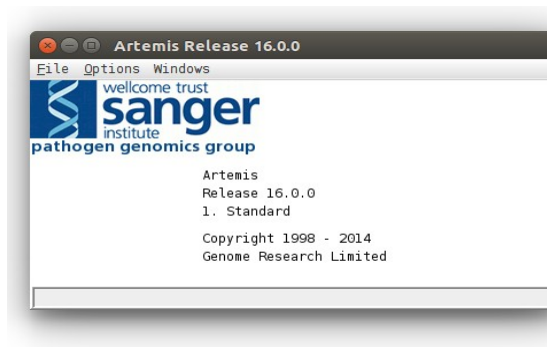 Artemis Release 16.0.0
File Options Windows
wellcome trust
sanger
institute
pathogen genomics group
Artemis
Release 16.0.0
1. Standard
Copyright 1998 - 2014
Genome Research Limited